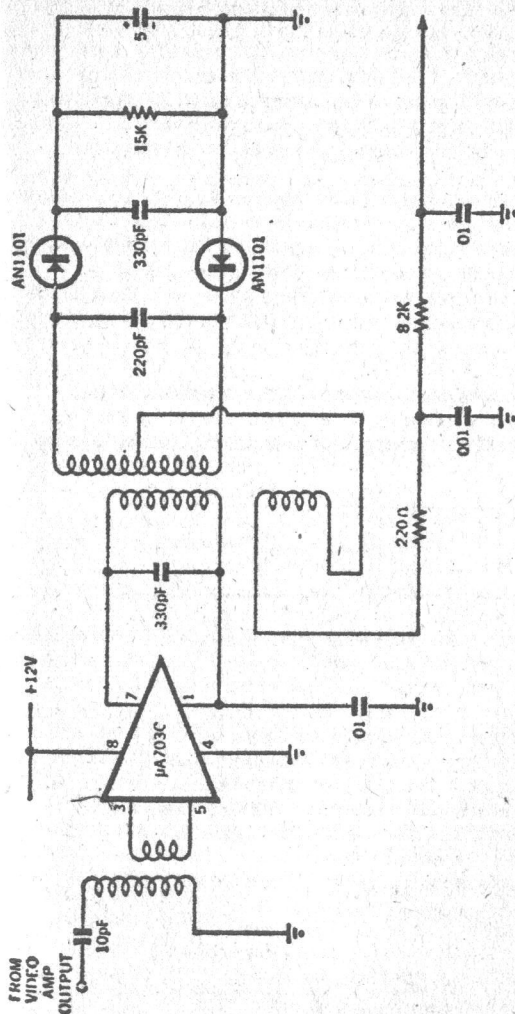 FROM
VIDEO
AMP
OUTPUT
10pF
+12V
3
5
8
µA703C
4
7
1
330pF
01
220pF
AN1101
330pF
AN1101
15K
5
+
220Ω
001
8.2K
01